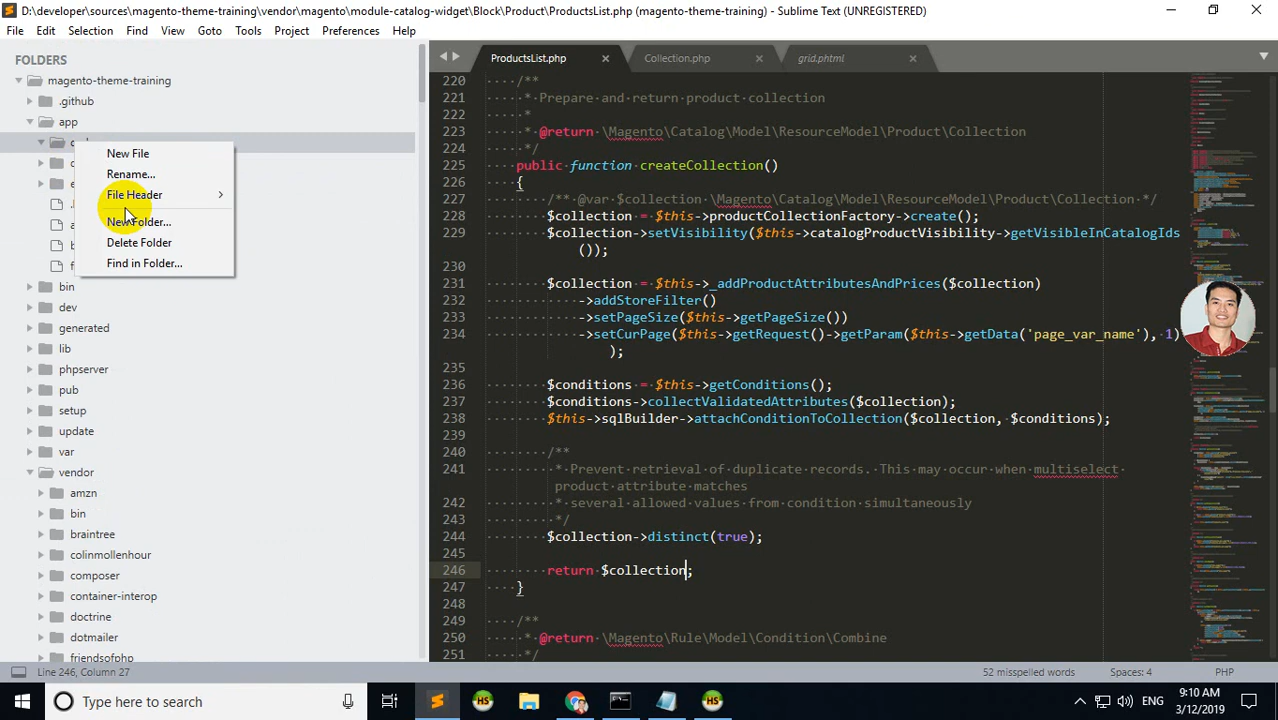 D:\developer\sources\magento-theme-training\vendor\magento\module-catalog-widget\Block\Product\ProductsList.php (magento-theme-training) - Sublime Text (UNREGISTERED)
File Edit Selection Find View Goto Tools Project Preferences Help
FOLDERS
magento-theme-training
.github
app
New File
Rename...
File Header
New Folder...
Delete Folder
Find in Folder...
bin
dev
generated
lib
phpserver
pub
setup
update
var
vendor
amzn
bin
braintree
colinmollenhour
composer
container-interop
doctrine
dotmailer
friendsofphp
ProductsList.php Collection.php grid.phtml
220 /**
221 * Prepare and return product collection
222 *
223 * @return \Magento\Catalog\Model\ResourceModel\Product\Collection
224 */
225 public function createCollection()
226 {
227 /** @var $collection \Magento\Catalog\Model\ResourceModel\Product\Collection */
228 $collection = $this->productCollectionFactory->create();
229 $collection->setVisibility($this->catalogProductVisibility->getVisibleInCatalogIds
());
230
231 $collection = $this->_addProductAttributesAndPrices($collection)
232 ->addStoreFilter()
233 ->setPageSize($this->getPageSize())
234 ->setCurPage($this->getRequest()->getParam($this->getData('page_var_name'), 1)
);
235
236 $conditions = $this->getConditions();
237 $conditions->collectValidatedAttributes($collection);
238 $this->sqlBuilder->attachConditionToCollection($collection, $conditions);
239
240 /**
241 * Prevent retrieval of duplicate records. This may occur when multiselect
product attribute matches
242 * several allowed values from condition simultaneously
243 */
244 $collection->distinct(true);
245
246 return $collection;
247 }
248
249 /**
250 * @return \Magento\Rule\Model\Condition\Combine
251 */
Line 246, Column 27 52 misspelled words Spaces: 4 PHP
Type here to search
HS
HS
ENG
9:10 AM
3/12/2019